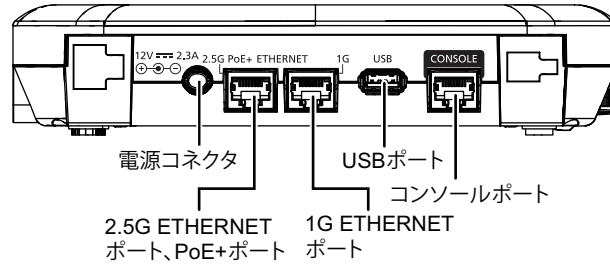 12V ⎓ 2.3A
2.5G PoE+ ETHERNET 1G
USB
CONSOLE
電源コネクタ
USBポート
コンソールポート
2.5G ETHERNET
ポート、PoE+ポート
1G ETHERNET
ポート